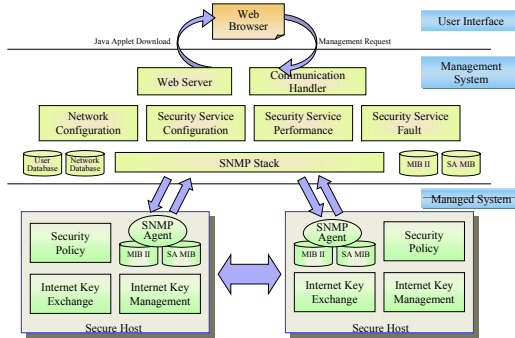 Web
Browser
User Interface
Java Applet Download
Management Request
Web Server
Communication
Handler
Management
System
Network
Configuration
Security Service
Configuration
Security Service
Performance
Security Service
Fault
User
Database
Network
Database
SNMP Stack
MIB II
SA MIB
Managed System
Security
Policy
SNMP
Agent
MIB II
SA MIB
Internet Key
Exchange
Internet Key
Management
Secure Host
SNMP
Agent
MIB II
SA MIB
Security
Policy
Internet Key
Exchange
Internet Key
Management
Secure Host